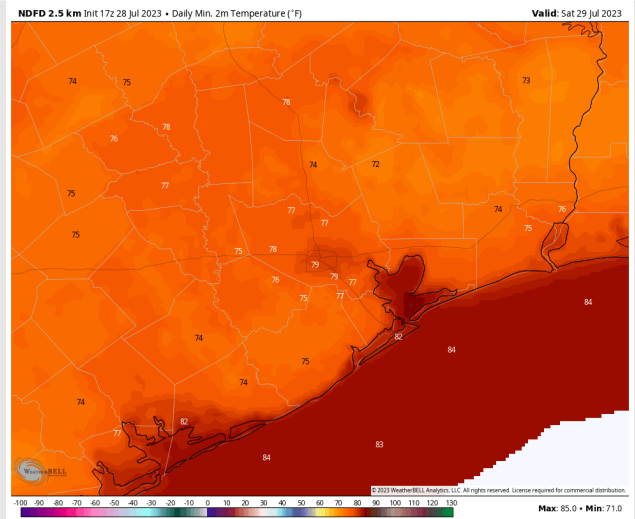 NDFD 2.5 km Init 17z 28 Jul 2023 • Daily Min. 2m Temperature (°F)
Valid: Sat 29 Jul 2023
74 75 73
78
76 78
74 72
75 77
77 74 76
75 77 75
75 78
79
76 79 77
75 77
84
74 82
84
75
74
74
82
77
83
84
WeatherBELL
© 2023 WeatherBELL Analytics, LLC. All rights reserved. License required for commercial distribution.
-100 -90 -80 -70 -60 -50 -40 -30 -20 -10 0 10 20 30 40 50 60 70 80 90 100 110 120 130
Max: 85.0 • Min: 71.0